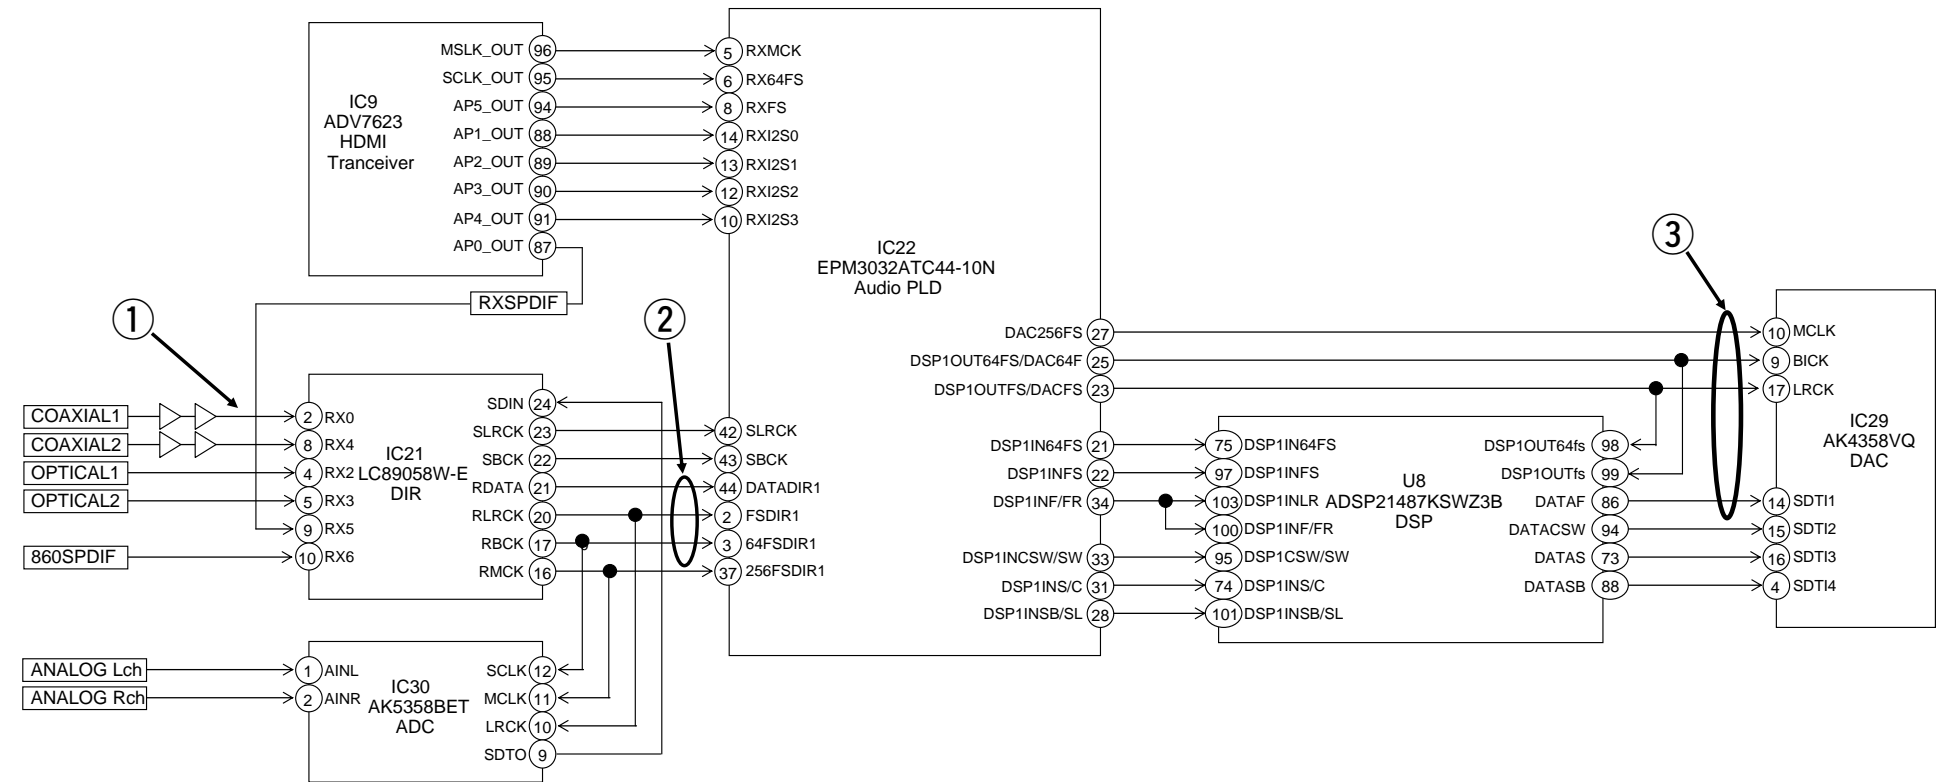 IC9
ADV7623
HDMI
Tranceiver
MSLK_OUT 96
SCLK_OUT 95
AP5_OUT 94
AP1_OUT 88
AP2_OUT 89
AP3_OUT 90
AP4_OUT 91
AP0_OUT 87
RXSPDIF
5 RXMCK
6 RX64FS
8 RXFS
14 RXI2S0
13 RXI2S1
12 RXI2S2
10 RXI2S3
IC22
EPM3032ATC44-10N
Audio PLD
1
2
3
COAXIAL1
COAXIAL2
OPTICAL1
OPTICAL2
860SPDIF
2 RX0
8 RX4
4 RX2
5 RX3
9 RX5
10 RX6
IC21
LC89058W-E
DIR
SDIN 24
SLRCK 23
SBCK 22
RDATA 21
RLRCK 20
RBCK 17
RMCK 16
42 SLRCK
43 SBCK
44 DATADIR1
2 FSDIR1
3 64FSDIR1
37 256FSDIR1
ANALOG Lch
ANALOG Rch
1 AINL
2 AINR
IC30
AK5358BET
ADC
SCLK 12
MCLK 11
LRCK 10
SDTO 9
DAC256FS 27
DSP1OUT64FS/DAC64F 25
DSP1OUTFS/DACFS 23
DSP1IN64FS 21
DSP1INFS 22
DSP1INF/FR 34
DSP1INCSW/SW 33
DSP1INS/C 31
DSP1INSB/SL 28
75 DSP1IN64FS
97 DSP1INFS
103 DSP1INLR
100 DSP1INF/FR
95 DSP1CSW/SW
74 DSP1INS/C
101 DSP1INSB/SL
U8
ADSP21487KSWZ3B
DSP
DSP1OUT64fs 98
DSP1OUTfs 99
DATAF 86
DATACSW 94
DATAS 73
DATASB 88
10 MCLK
9 BICK
17 LRCK
IC29
AK4358VQ
DAC
14 SDTI1
15 SDTI2
16 SDTI3
4 SDTI4